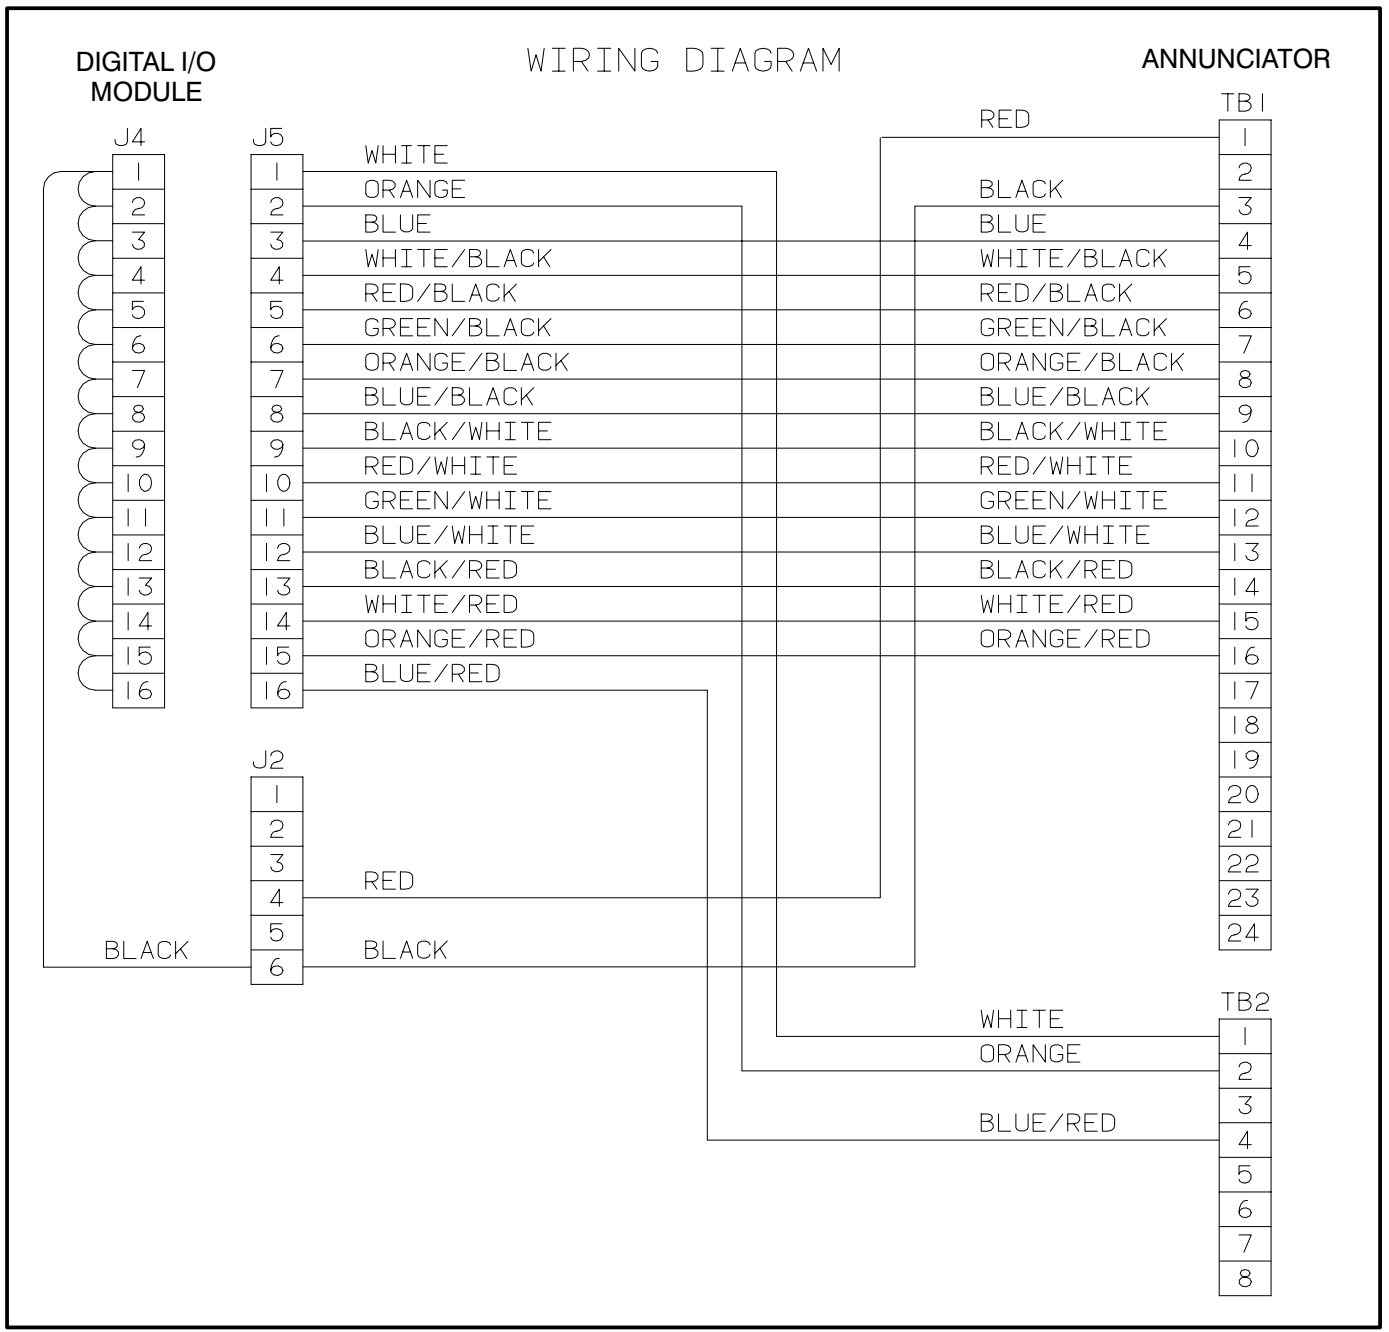 WIRING DIAGRAM
DIGITAL I/O
MODULE
ANNUNCIATOR
J4
1
2
3
4
5
6
7
8
9
10
11
12
13
14
15
16
J5
1
2
3
4
5
6
7
8
9
10
11
12
13
14
15
16
WHITE
ORANGE
BLUE
WHITE/BLACK
RED/BLACK
GREEN/BLACK
ORANGE/BLACK
BLUE/BLACK
BLACK/WHITE
RED/WHITE
GREEN/WHITE
BLUE/WHITE
BLACK/RED
WHITE/RED
ORANGE/RED
BLUE/RED
RED
BLACK
BLUE
WHITE/BLACK
RED/BLACK
GREEN/BLACK
ORANGE/BLACK
BLUE/BLACK
BLACK/WHITE
RED/WHITE
GREEN/WHITE
BLUE/WHITE
BLACK/RED
WHITE/RED
ORANGE/RED
TB1
1
2
3
4
5
6
7
8
9
10
11
12
13
14
15
16
17
18
19
20
21
22
23
24
J2
1
2
3
4
5
6
BLACK
RED
BLACK
WHITE
ORANGE
BLUE/RED
TB2
1
2
3
4
5
6
7
8